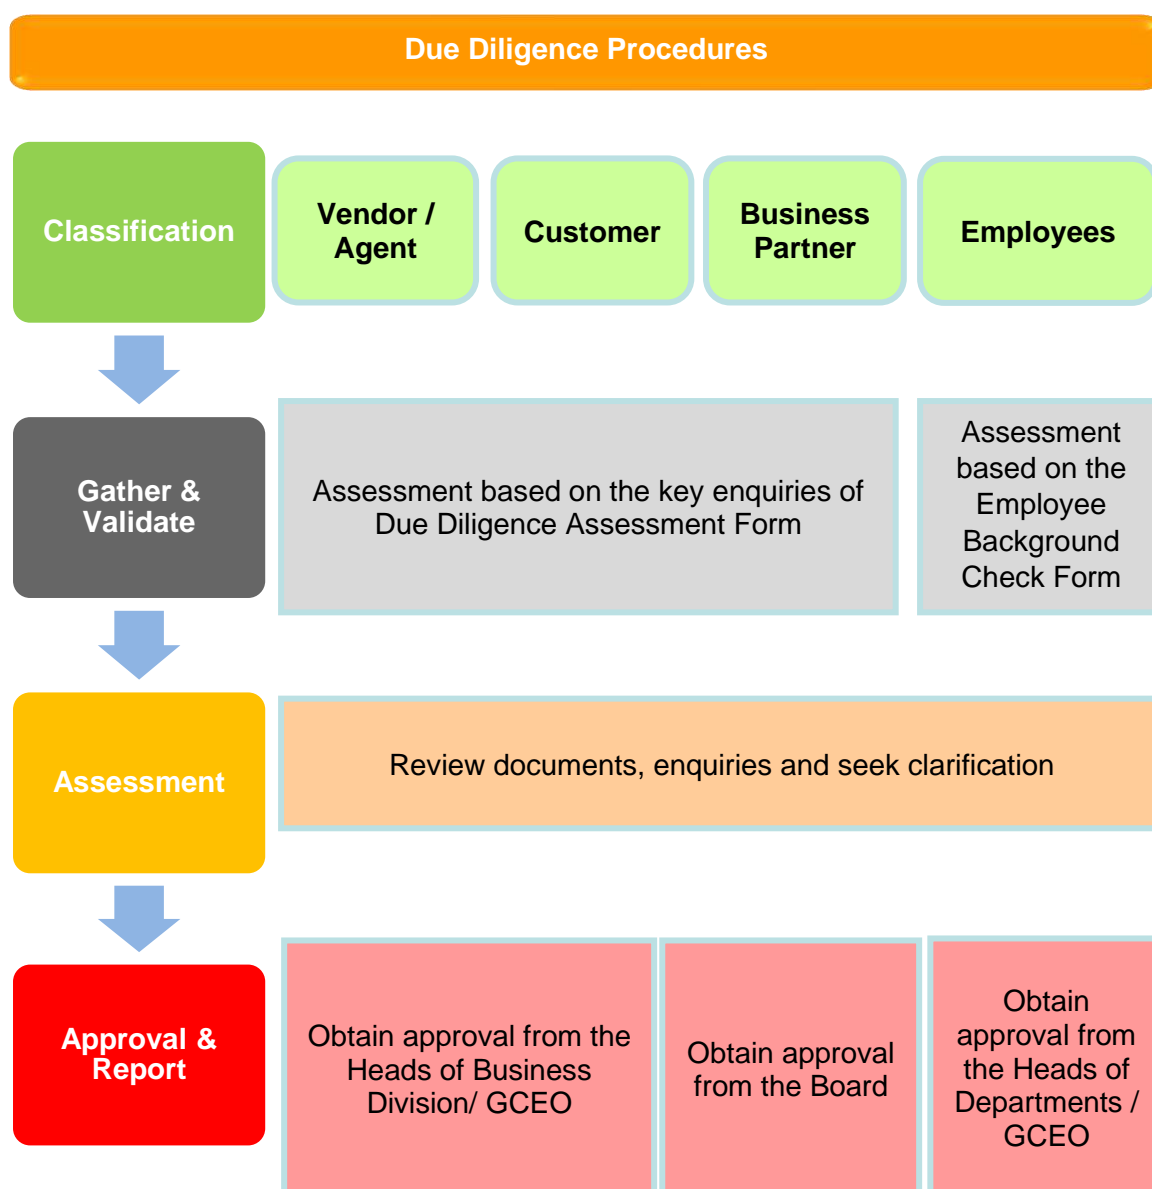 Due Diligence Procedures
Classification
Vendor /
Agent
Customer
Business
Partner
Employees
Gather &
Validate
Assessment based on the key enquiries of
Due Diligence Assessment Form
Assessment
based on the
Employee
Background
Check Form
Assessment
Review documents, enquiries and seek clarification
Approval &
Report
Obtain approval from the
Heads of Business
Division/ GCEO
Obtain approval
from the Board
Obtain
approval from
the Heads of
Departments /
GCEO